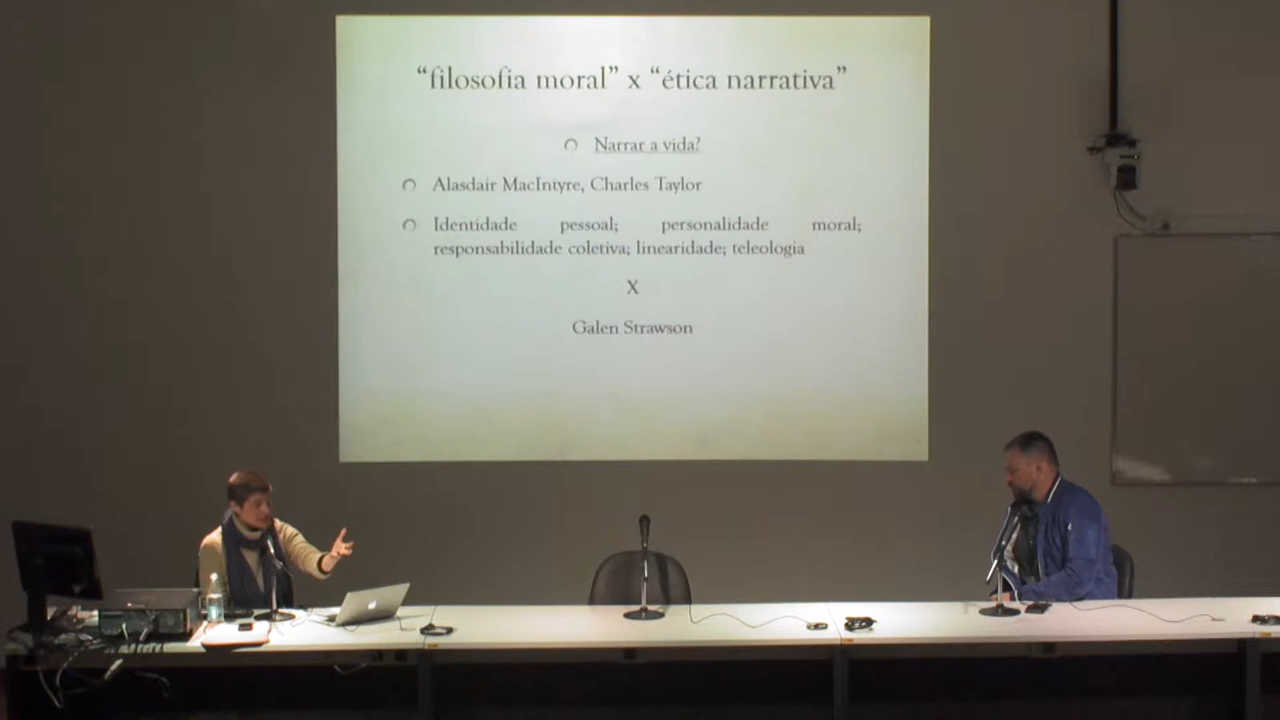 “filosofia moral” x “ética narrativa”
Narrar a vida?
Alasdair MacIntyre, Charles Taylor
Identidade pessoal; personalidade moral;
responsabilidade coletiva; linearidade; teleologia
X
Galen Strawson